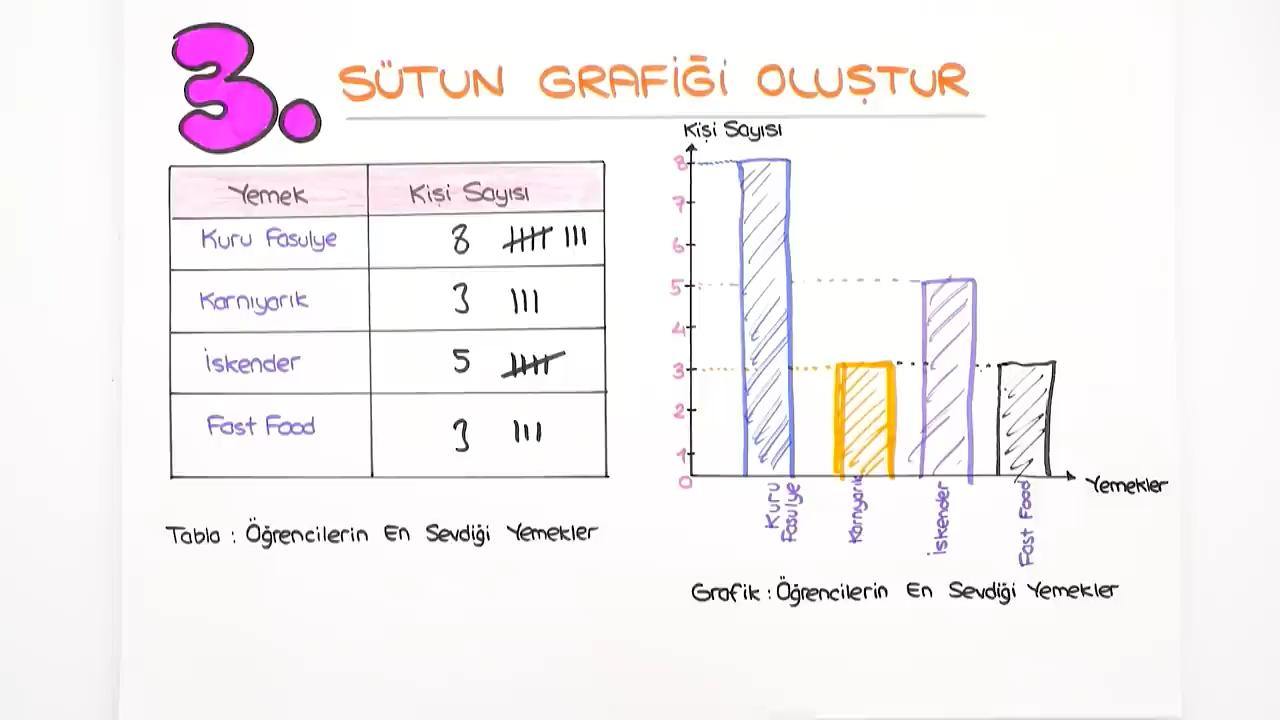 3. SÜTUN GRAFİĞİ OLUŞTUR
Yemek Kişi Sayısı
Kuru Fasulye 8
Karnıyarık 3
İskender 5
Fast Food 3
Tablo : Öğrencilerin En Sevdiği Yemekler
Kişi Sayısı
8
7
6
5
4
3
2
1
0
Kuru
Fasulye
Karnıyarık
İskender
Fast Food
Yemekler
Grafik : Öğrencilerin En Sevdiği Yemekler